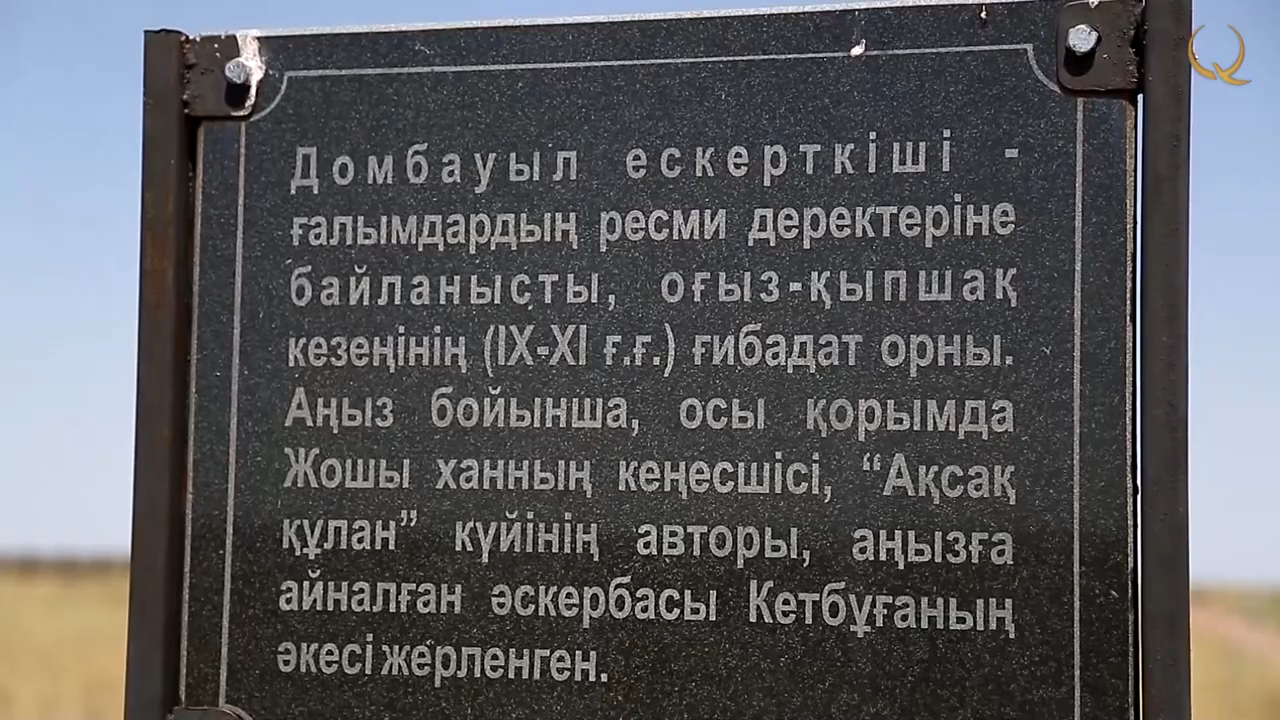 Домбауыл ескерткіші -
ғалымдардың ресми деректеріне
байланысты, оғыз-қыпшақ
кезеңінің (IX-XI ғ.ғ.) ғибадат орны.
Аңыз бойынша, осы қорымда
Жошы ханның кеңесшісі, “Ақсақ
құлан” күйінің авторы, аңызға
айналған әскербасы Кетбұғаның
әкесі жерленген.